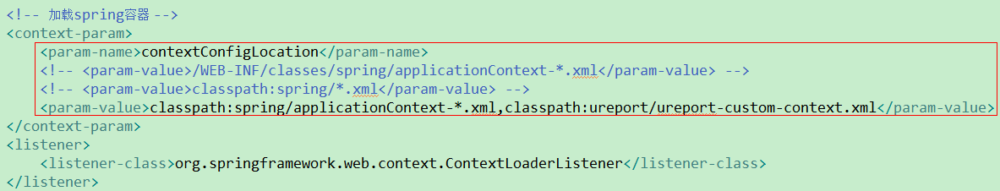 <!-- 加载spring容器 -->
<context-param>
<param-name>contextConfigLocation</param-name>
<!-- <param-value>/WEB-INF/classes/spring/applicationContext-*.xml</param-value> -->
<!-- <param-value>classpath:spring/*.xml</param-value> -->
<param-value>classpath:spring/applicationContext-*.xml,classpath:ureport/ureport-custom-context.xml</param-value>
</context-param>
<listener>
<listener-class>org.springframework.web.context.ContextLoaderListener</listener-class>
</listener>